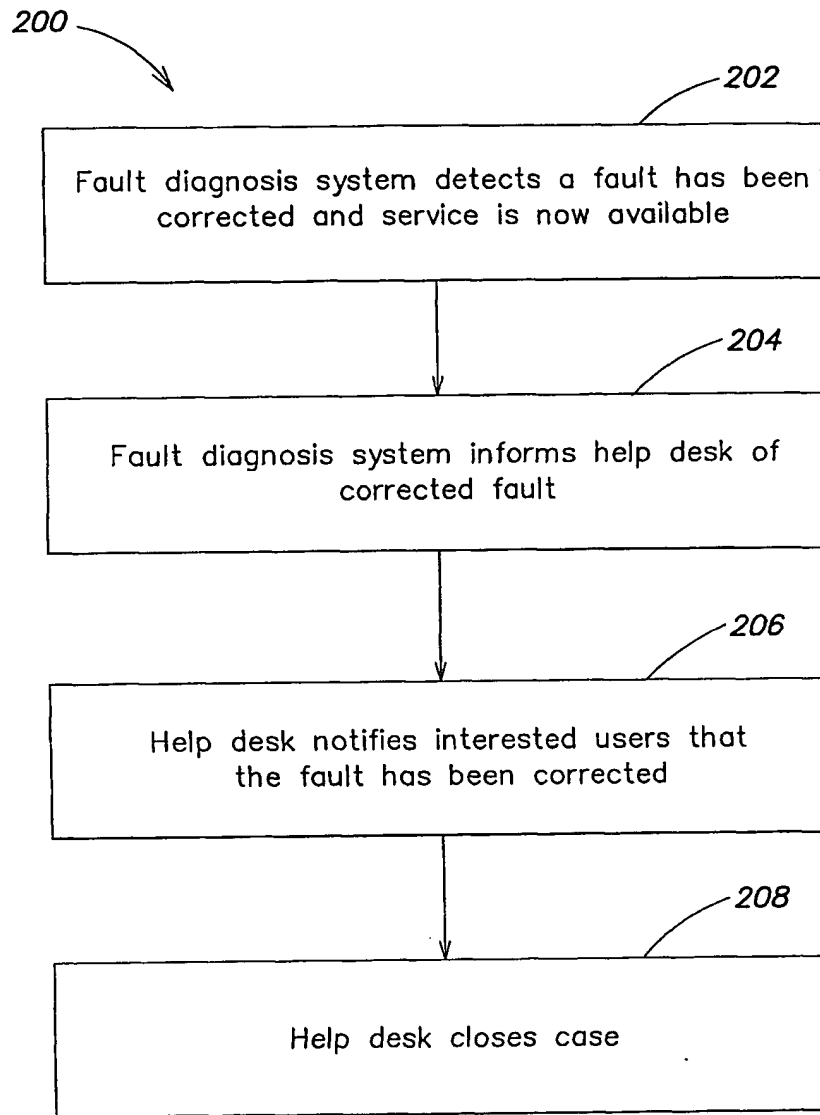 200
202
Fault diagnosis system detects a fault has been
corrected and service is now available
204
Fault diagnosis system informs help desk of
corrected fault
206
Help desk notifies interested users that
the fault has been corrected
208
Help desk closes case